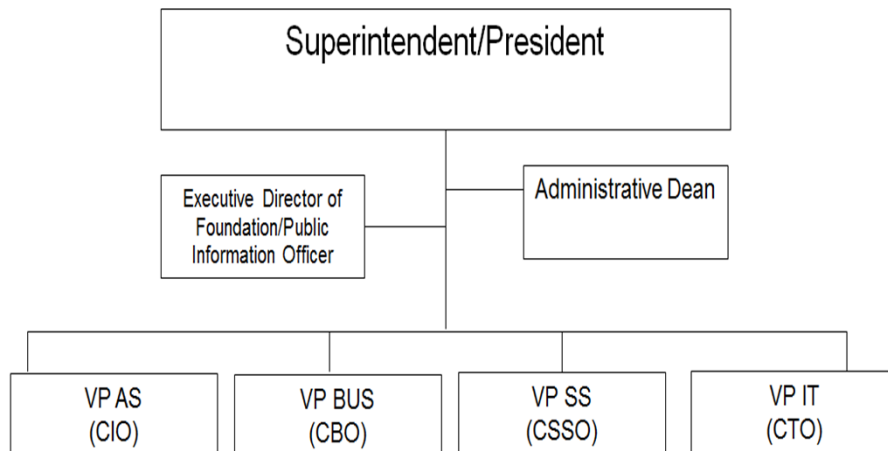 Superintendent/President
Executive Director of
Foundation/Public
Information Officer
Administrative Dean
VP AS
(CIO)
VP BUS
(CBO)
VP SS
(CSSO)
VP IT
(CTO)